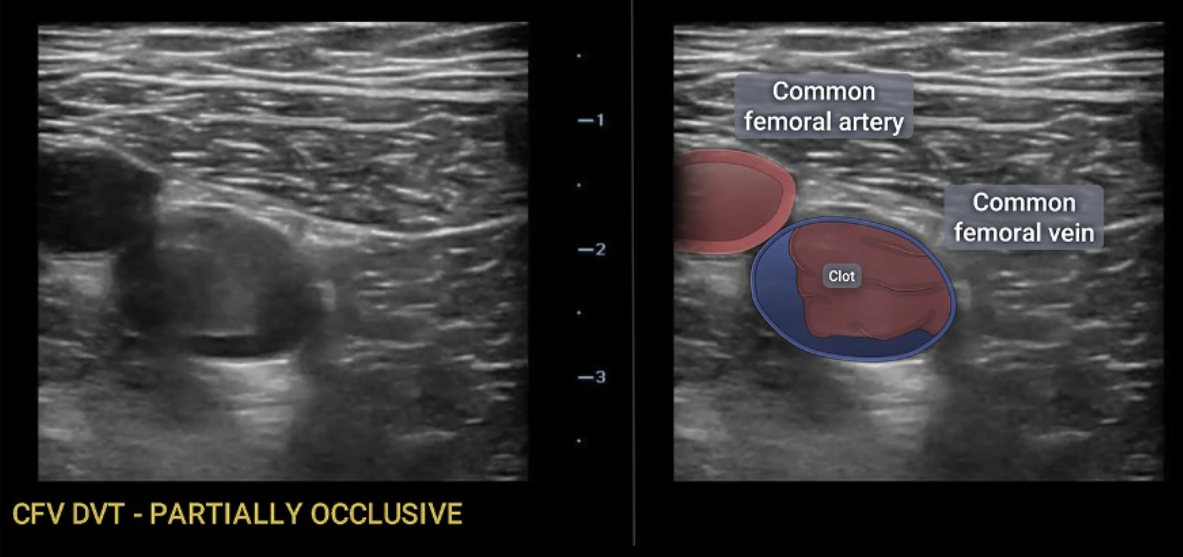 1
2
3
Common
femoral artery
Common
femoral vein
Clot
CFV DVT - PARTIALLY OCCLUSIVE